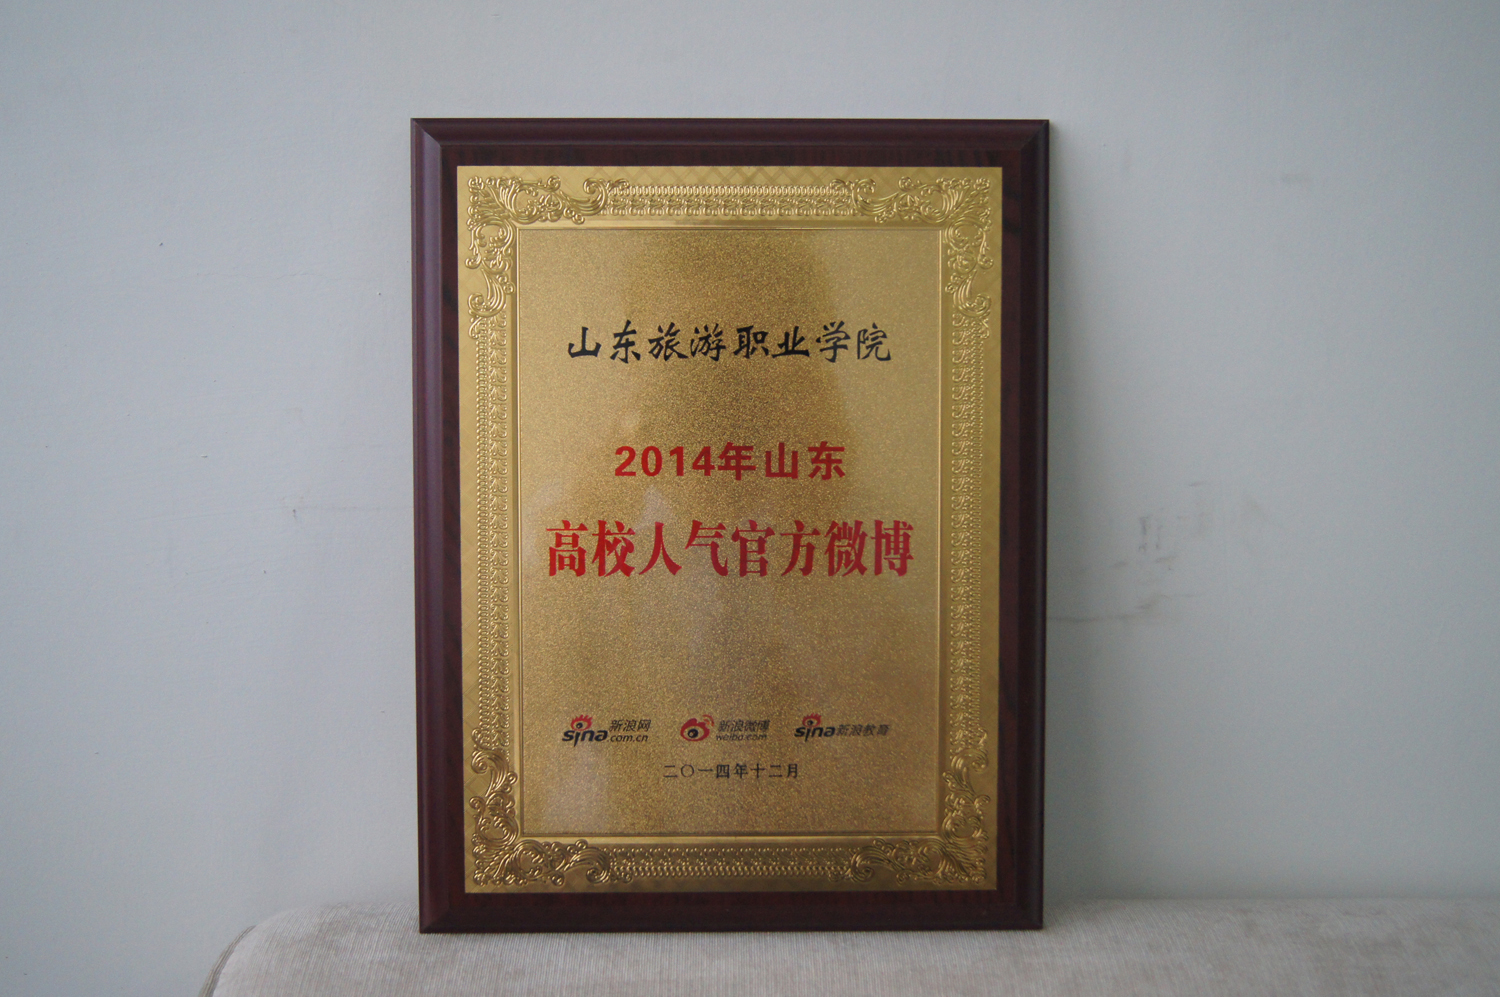 山东旅游职业学院
2014年山东
高校人气官方微博
sina 新浪网 com.cn
新浪微博 weibo.com
sina 新浪教育
二〇一四年十二月